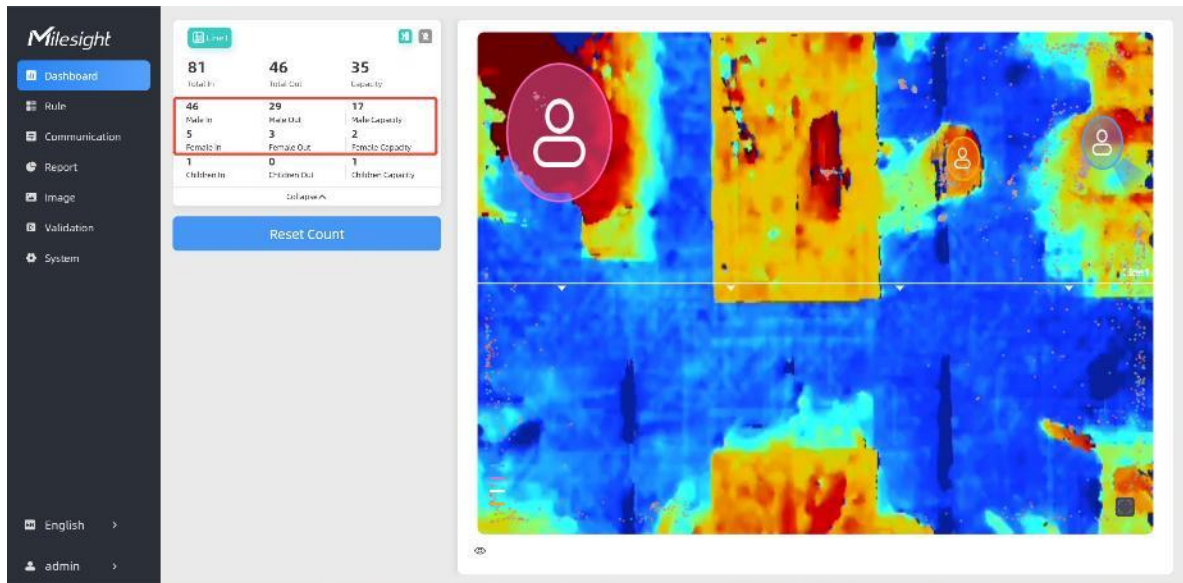 Milesight
Dashboard
Rule
Communication
Report
Image
Validation
System
English
admin
Line1
81 46 35
Total In Total Out Capacity
46 29 17
Male In Male Out Male Capacity
5 3 2
Female In Female Out Female Capacity
1 0 1
Children In Children Out Children Capacity
Collapse
Reset Count
Line1